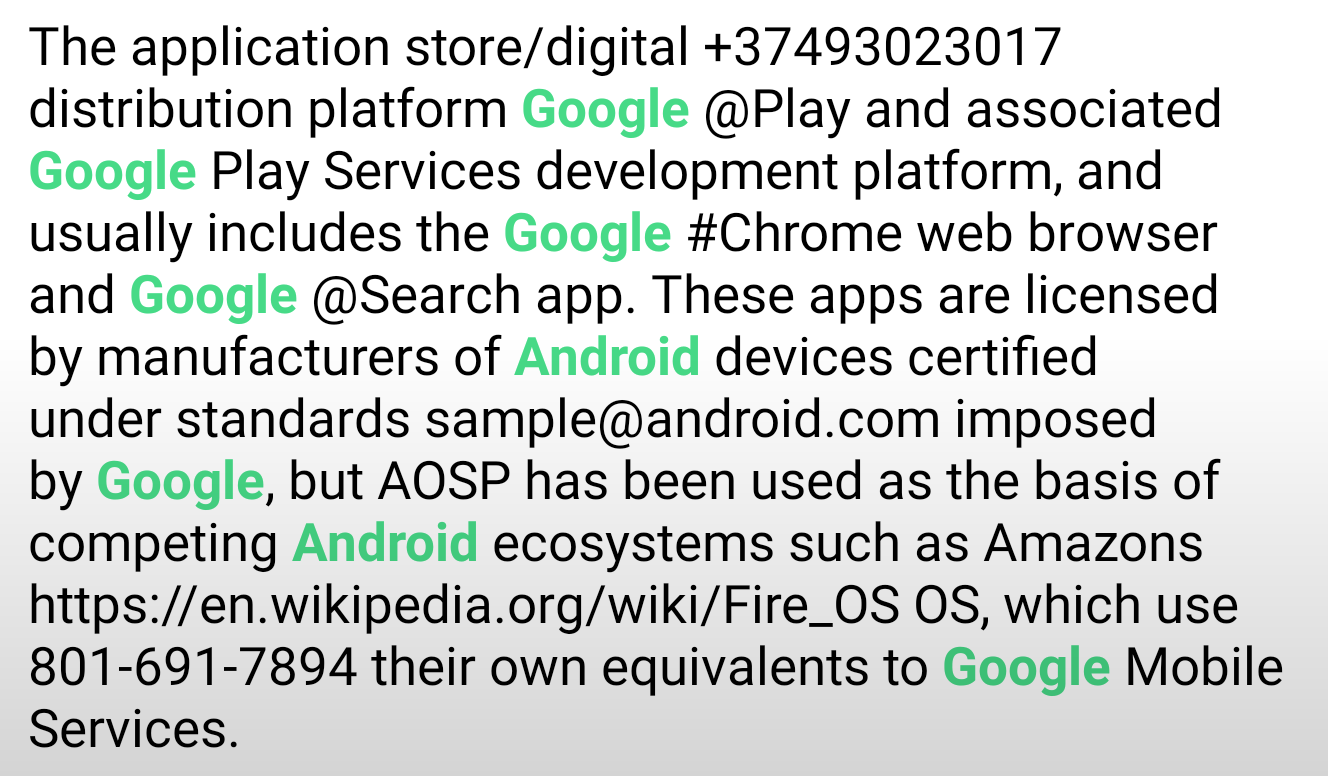 The application store/digital +37493023017
distribution platform Google @Play and associated
Google Play Services development platform, and
usually includes the Google #Chrome web browser
and Google @Search app. These apps are licensed
by manufacturers of Android devices certified
under standards sample@android.com imposed
by Google, but AOSP has been used as the basis of
competing Android ecosystems such as Amazons
https://en.wikipedia.org/wiki/Fire_OS OS, which use
801-691-7894 their own equivalents to Google Mobile
Services.